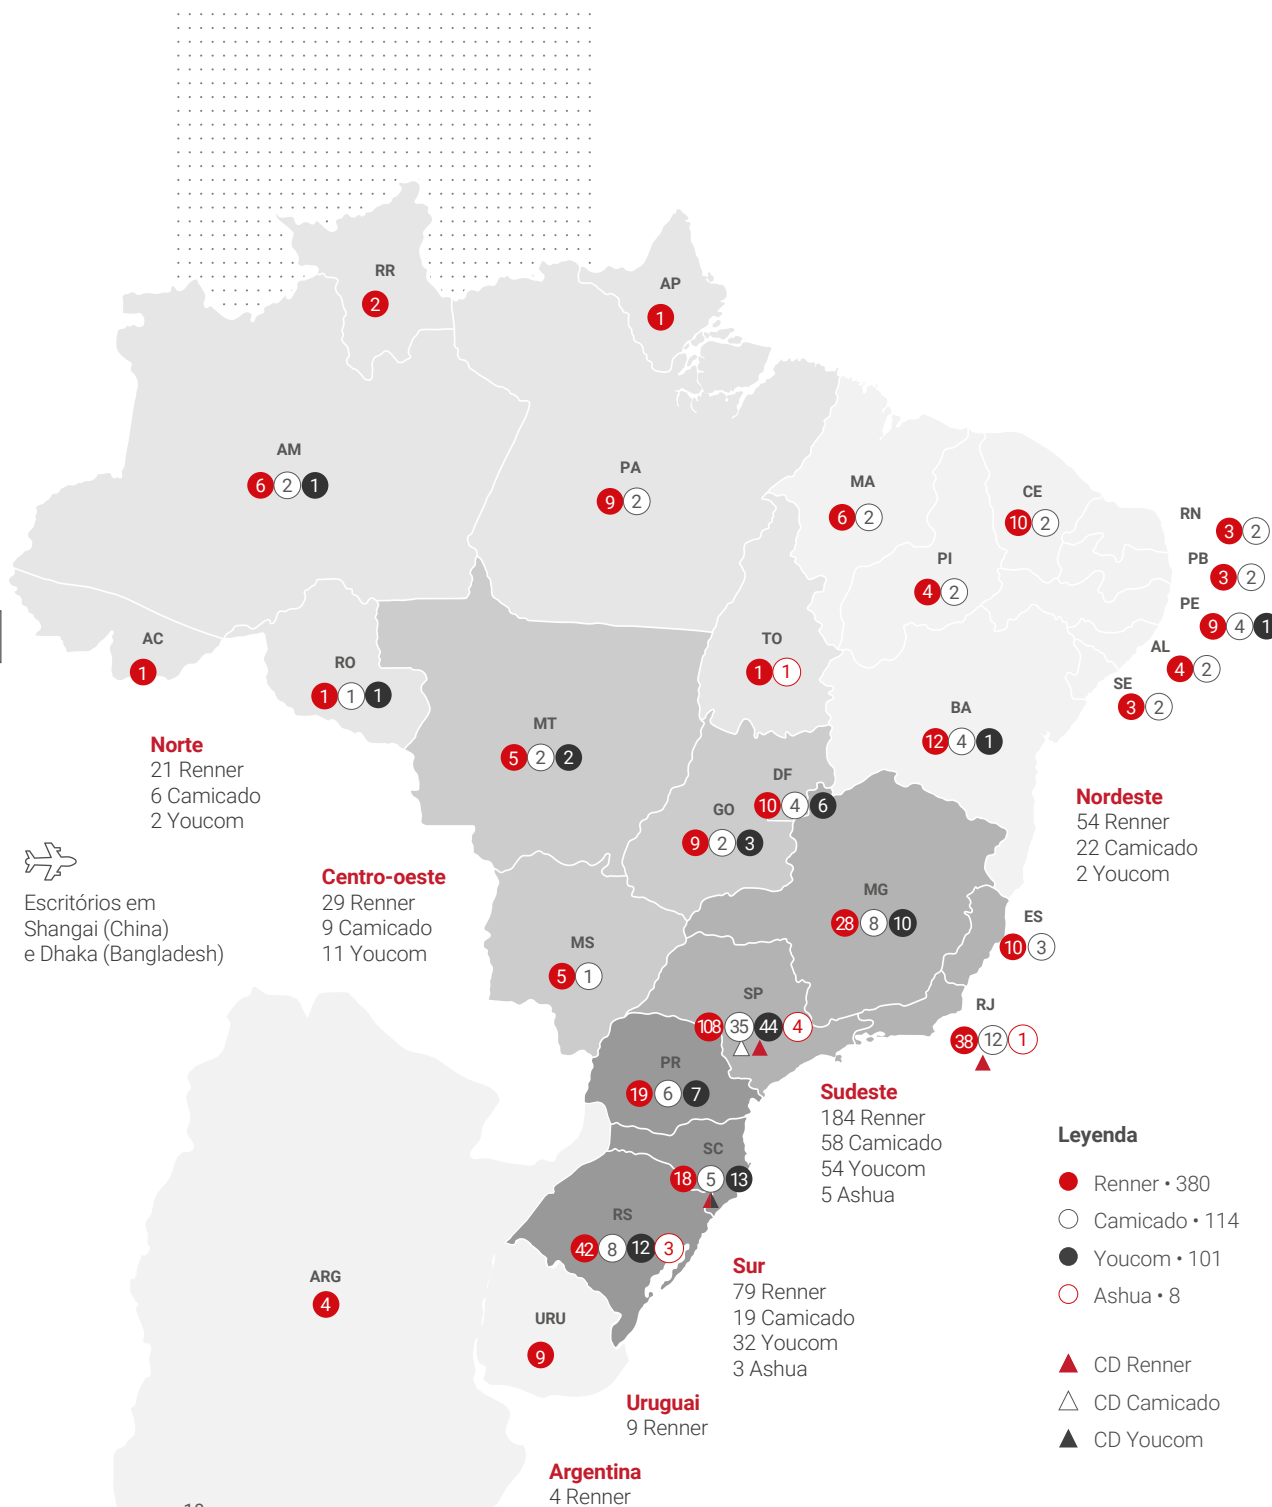 RR
2
AP
1
AM
6 2 1
PA
9 2
MA
6 2
CE
10 2
RN
3 2
PB
3 2
PI
4 2
PE
9 4 1
AC
1
RO
1 1 1
TO
1 1
AL
4 2
SE
3 2
BA
12 4 1
MT
5 2 2
DF
10 4 6
GO
9 2 3
Norte
21 Renner
6 Camicado
2 Youcom
Nordeste
54 Renner
22 Camicado
2 Youcom
Escritórios em
Shangai (China)
e Dhaka (Bangladesh)
Centro-oeste
29 Renner
9 Camicado
11 Youcom
MG
28 8 10
ES
10 3
MS
5 1
SP
108 35 44 4
RJ
38 12 1
PR
19 6 7
Sudeste
184 Renner
58 Camicado
54 Youcom
5 Ashua
SC
18 5 13
RS
42 8 12 3
Sur
79 Renner
19 Camicado
32 Youcom
3 Ashua
ARG
4
URU
9
Uruguai
9 Renner
Argentina
4 Renner
Leyenda
Renner • 380
Camicado • 114
Youcom • 101
Ashua • 8
CD Renner
CD Camicado
CD Youcom